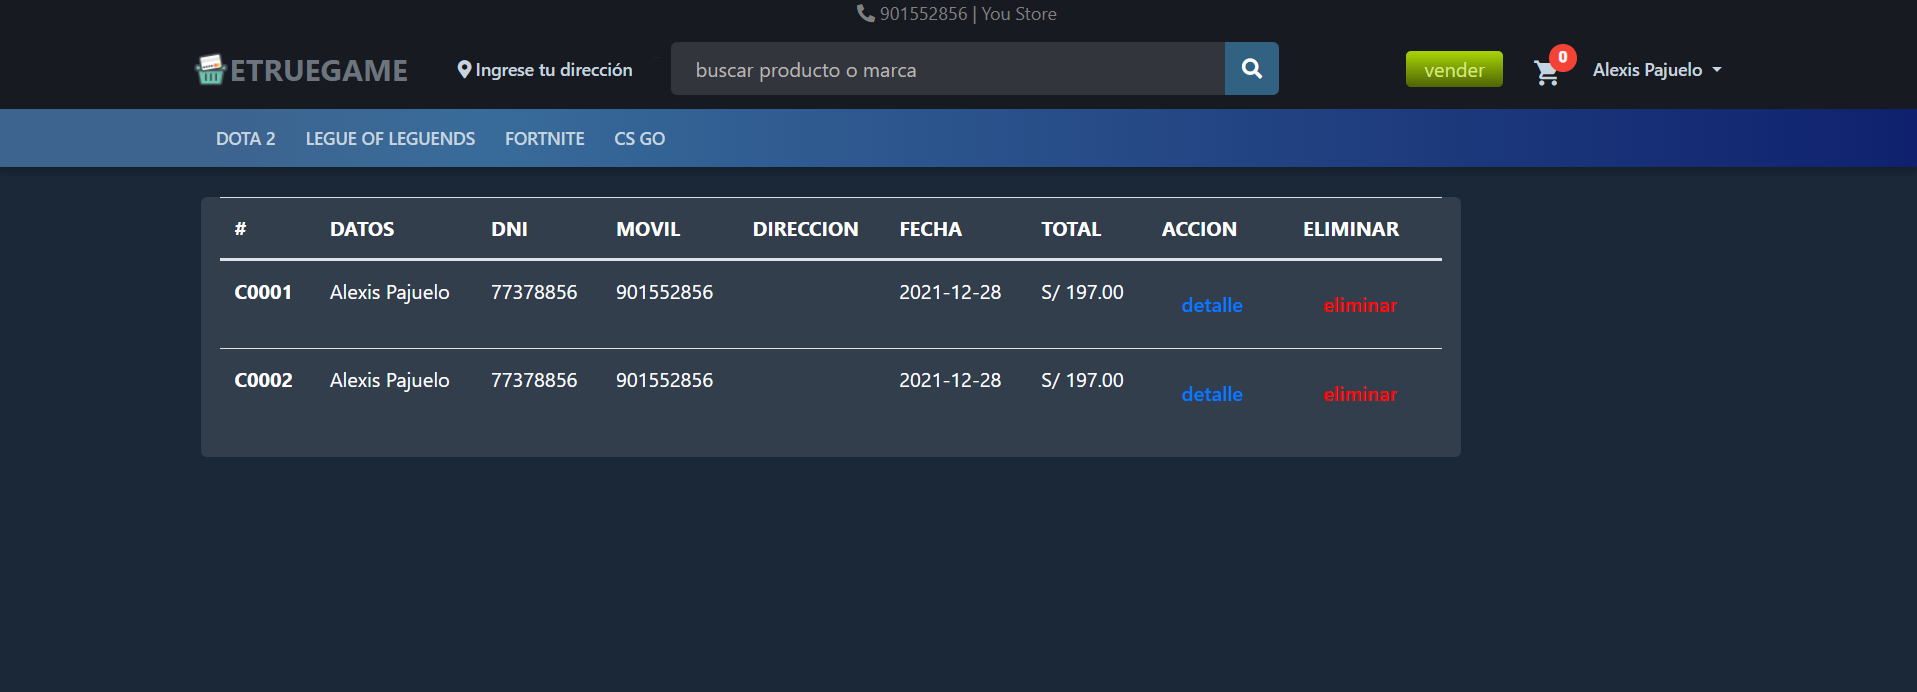 901552856 | You Store
ETRUEGAME Ingrese tu dirección buscar producto o marca vender 0 Alexis Pajuelo
DOTA 2 LEGUE OF LEGUENDS FORTNITE CS GO
# DATOS DNI MOVIL DIRECCION FECHA TOTAL ACCION ELIMINAR
C0001 Alexis Pajuelo 77378856 901552856 2021-12-28 S/ 197.00 detalle eliminar
C0002 Alexis Pajuelo 77378856 901552856 2021-12-28 S/ 197.00 detalle eliminar